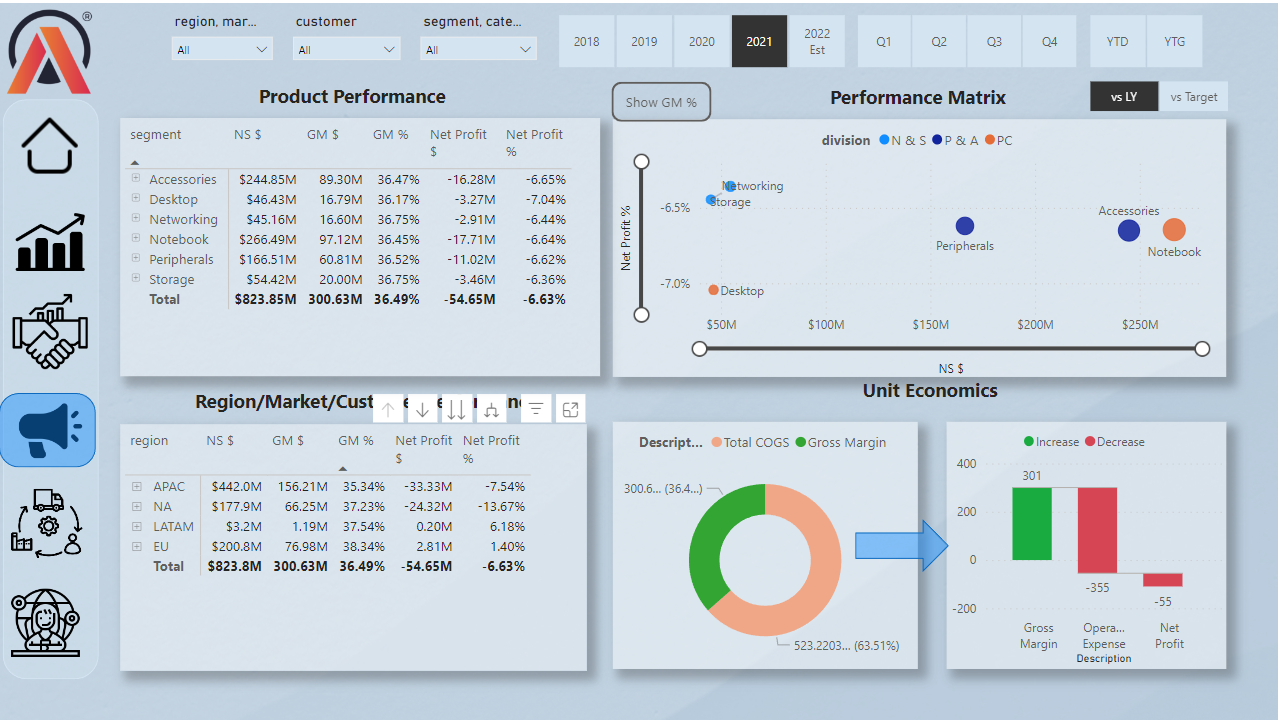 ®
region, mar... customer segment, cate...
All All All
2018 2019 2020 2021 2022 Est Q1 Q2 Q3 Q4 YTD YTG
Product Performance
segment NS $ GM $ GM % Net Profit $ Net Profit %
Accessories $244.85M 89.30M 36.47% -16.28M -6.65%
Desktop $46.43M 16.79M 36.17% -3.27M -7.04%
Networking $45.16M 16.60M 36.75% -2.91M -6.44%
Notebook $266.49M 97.12M 36.45% -17.71M -6.64%
Peripherals $166.51M 60.81M 36.52% -11.02M -6.62%
Storage $54.42M 20.00M 36.75% -3.46M -6.36%
Total $823.85M 300.63M 36.49% -54.65M -6.63%
Show GM %
Performance Matrix
vs LY vs Target
division N & S P & A PC
Net Profit %
-6.5%
-7.0%
Networking
Storage
Peripherals
Accessories
Notebook
Desktop
$50M $100M $150M $200M $250M
NS $
Region/Market/Cust
region NS $ GM $ GM % Net Profit $ Net Profit %
APAC $442.0M 156.21M 35.34% -33.33M -7.54%
NA $177.9M 66.25M 37.23% -24.32M -13.67%
LATAM $3.2M 1.19M 37.54% 0.20M 6.18%
EU $200.8M 76.98M 38.34% 2.81M 1.40%
Total $823.8M 300.63M 36.49% -54.65M -6.63%
Unit Economics
Descript... Total COGS Gross Margin
300.6... (36.4...)
523.2203... (63.51%)
Increase Decrease
400
200
0
-200
301
-355
-55
Gross Margin
Opera... Expense
Net Profit
Description